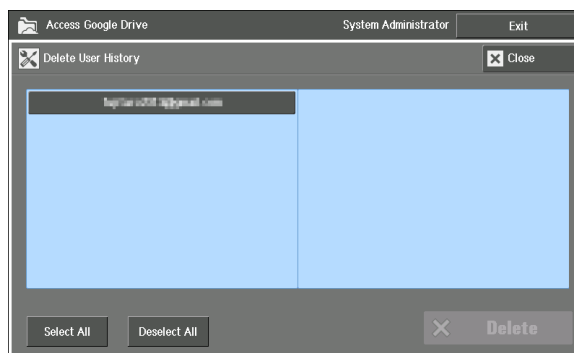 Access Google Drive System Administrator Exit
Delete User History Close
Select All Deselect All Delete